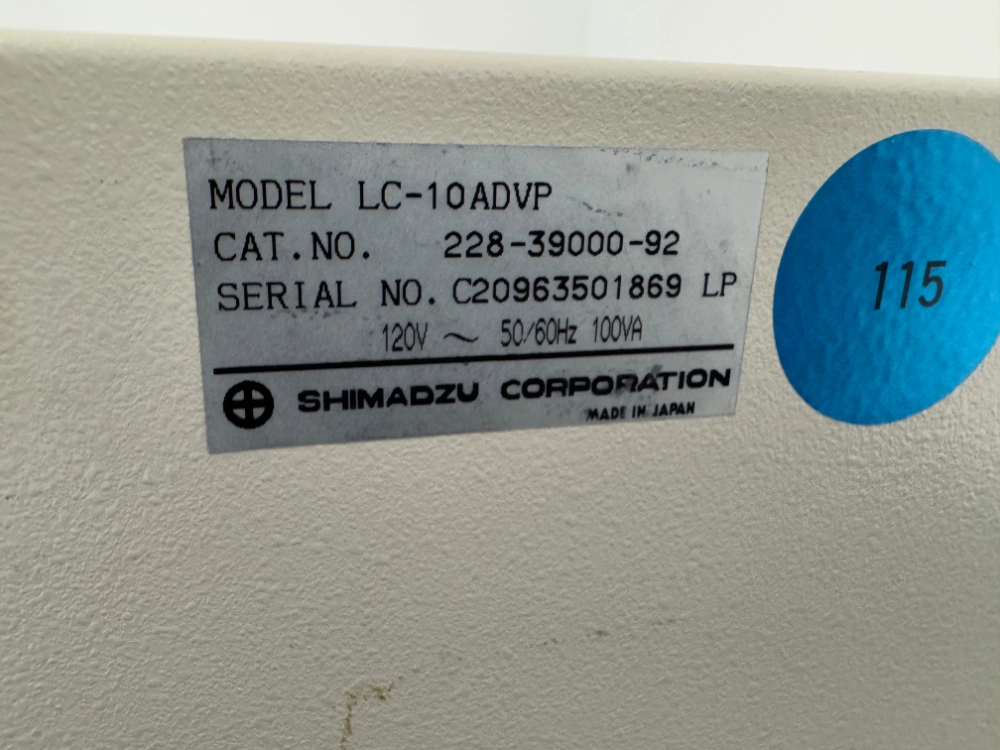 MODEL LC-10ADVP
CAT.NO. 228-39000-92
SERIAL NO. C20963501869 LP
120V ~ 50/60Hz 100VA
SHIMADZU CORPORATION
MADE IN JAPAN
115